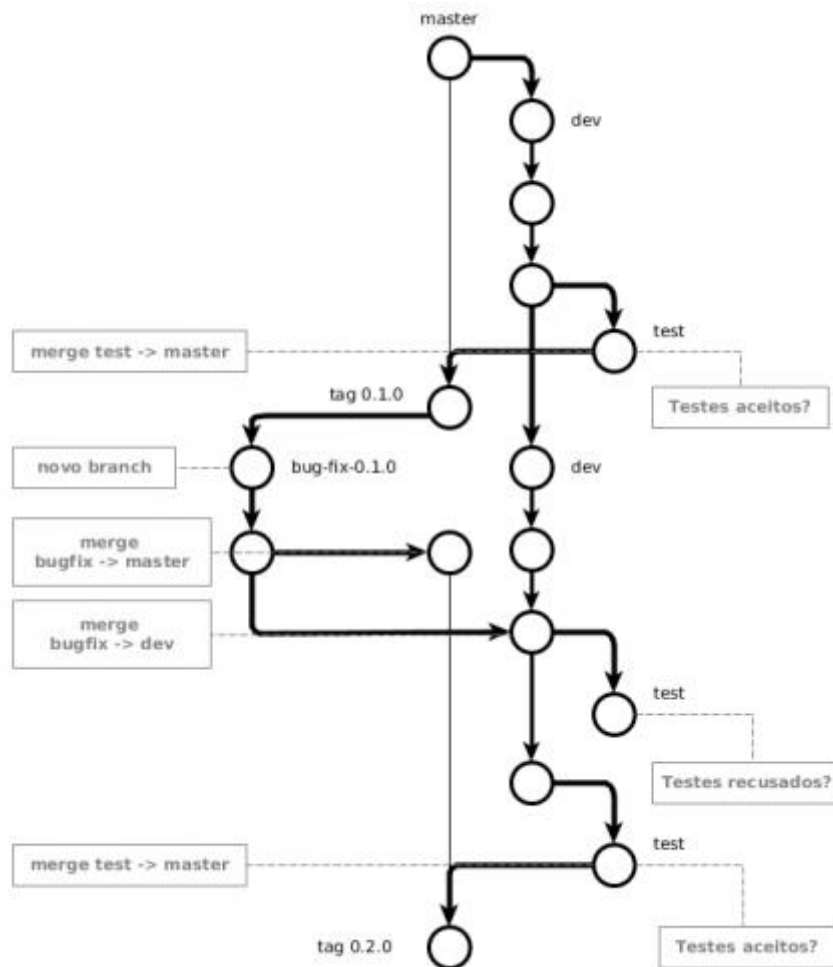 master
dev
test
merge test -> master
Testes aceitos?
tag 0.1.0
novo branch
bug-fix-0.1.0
dev
merge
bugfix -> master
merge
bugfix -> dev
test
Testes recusados?
test
merge test -> master
Testes aceitos?
tag 0.2.0